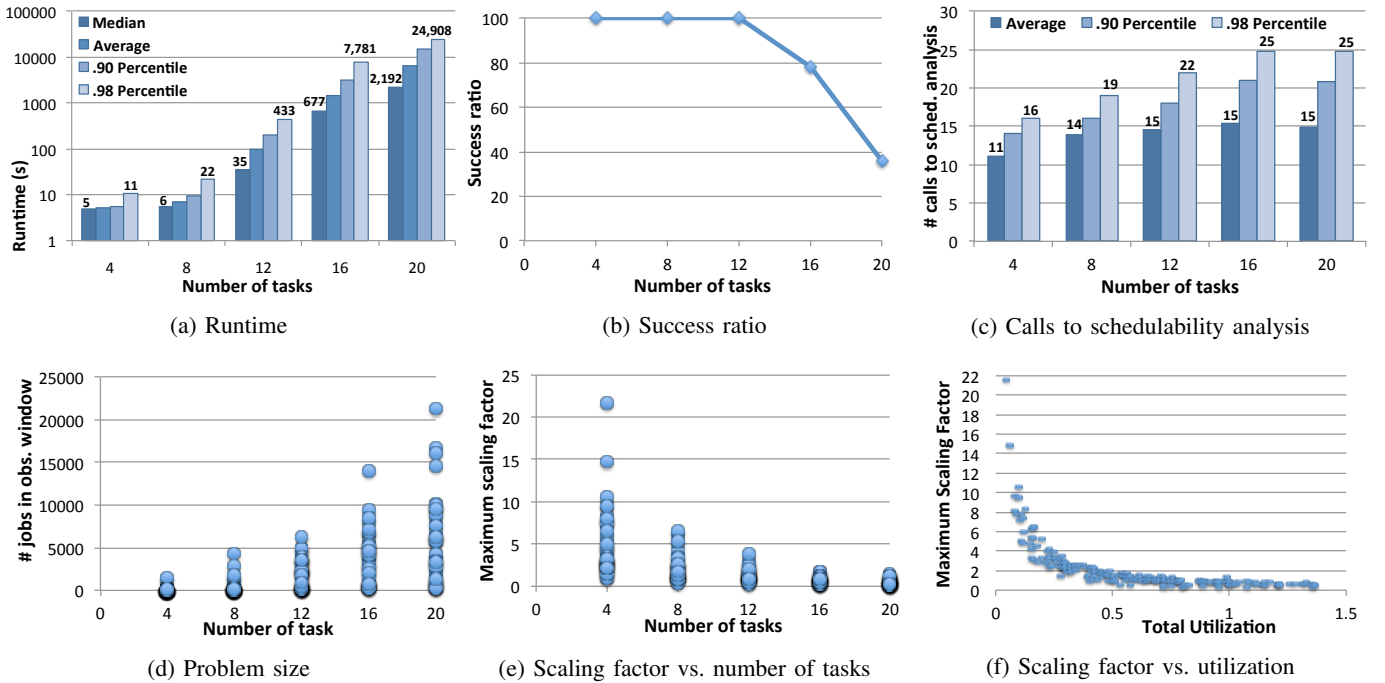 100000
10000
1000
100
10
1
Runtime (s)
Median
Average
.90 Percentile
.98 Percentile
5
11
6
22
35
433
677
7,781
2,192
24,908
4 8 12 16 20
Number of tasks
(a) Runtime
100
80
60
40
20
0
Success ratio
0 4 8 12 16 20
Number of tasks
(b) Success ratio
30
25
20
15
10
5
0
# calls to sched. analysis
Average .90 Percentile .98 Percentile
11
16
14
19
15
22
15
25
15
25
4 8 12 16 20
Number of tasks
(c) Calls to schedulability analysis
25000
20000
15000
10000
5000
0
# jobs in obs. window
0 4 8 12 16 20
Number of task
(d) Problem size
25
20
15
10
5
0
Maximum scaling factor
0 4 8 12 16 20
Number of tasks
(e) Scaling factor vs. number of tasks
22
20
18
16
14
12
10
8
6
4
2
0
Maximum Scaling Factor
0 0.5 1 1.5
Total Utilization
(f) Scaling factor vs. utilization